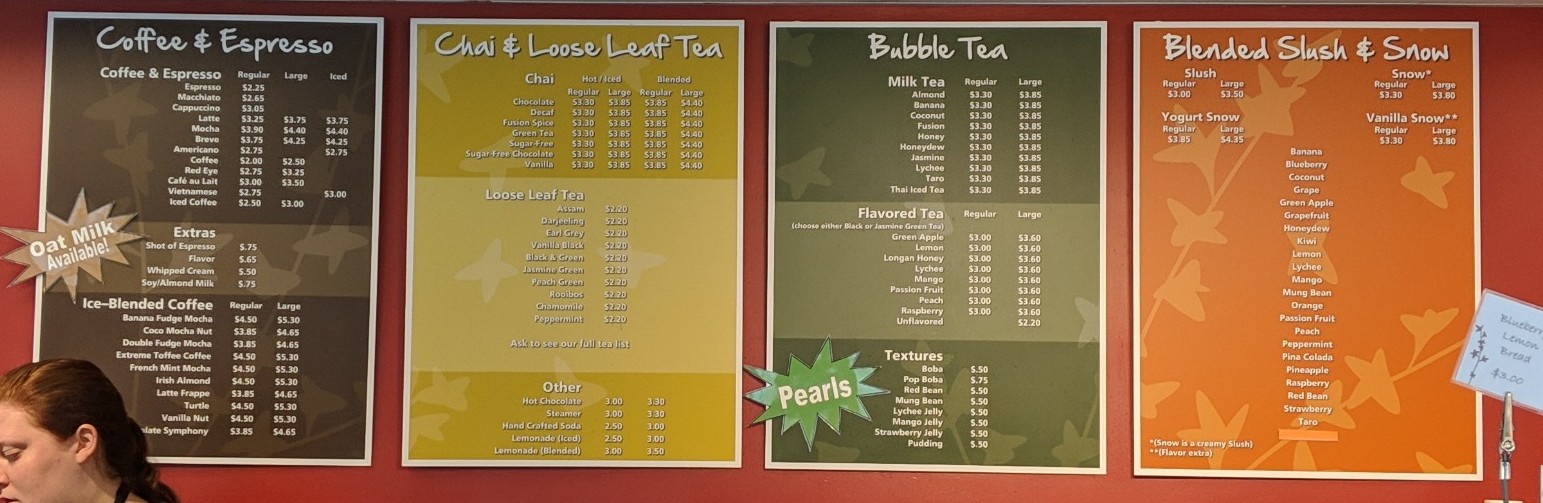 Coffee & Espresso
Coffee & Espresso Regular Large Iced
Espresso $2.25
Macchiato $2.65
Cappuccino $3.05
Latte $3.25 $3.75 $3.75
Mocha $3.90 $4.40 $4.40
Breve $3.75 $4.25 $4.25
Americano $2.75 $2.75
Coffee $2.00 $2.50
Red Eye $2.75 $3.25
Café au Lait $3.00 $3.50
Vietnamese $2.75 $3.00
Iced Coffee $2.50 $3.00
Oat Milk
Available!
Extras
Shot of Espresso $.75
Flavor $.65
Whipped Cream $.50
Soy/Almond Milk $.75
Ice-Blended Coffee Regular Large
Banana Fudge Mocha $4.50 $5.30
Coco Mocha Nut $3.85 $4.65
Double Fudge Mocha $3.85 $4.65
Extreme Toffee Coffee $4.50 $5.30
French Mint Mocha $4.50 $5.30
Irish Almond $4.50 $5.30
Latte Frappe $3.85 $4.65
Turtle $4.50 $5.30
Vanilla Nut $4.50 $5.30
late Symphony $3.85 $4.65
Chai & Loose Leaf Tea
Chai Hot / Iced Blended
Regular Large Regular Large
Chocolate $3.30 $3.85 $3.85 $4.40
Decaf $3.30 $3.85 $3.85 $4.40
Fusion Spice $3.30 $3.85 $3.85 $4.40
Green Tea $3.30 $3.85 $3.85 $4.40
Sugar-Free $3.30 $3.85 $3.85 $4.40
Sugar-Free Chocolate $3.30 $3.85 $3.85 $4.40
Vanilla $3.30 $3.85 $3.85 $4.40
Loose Leaf Tea
Assam $2.20
Darjeeling $2.20
Earl Grey $2.20
Vanilla Black $2.20
Black & Green $2.20
Jasmine Green $2.20
Peach Green $2.20
Rooibos $2.20
Chamomile $2.20
Peppermint $2.20
Ask to see our full tea list
Other
Hot Chocolate 3.00 3.30
Steamer 3.00 3.30
Hand Crafted Soda 2.50 3.00
Lemonade (Iced) 2.50 3.00
Lemonade (Blended) 3.00 3.50
Bubble Tea
Milk Tea Regular Large
Almond $3.30 $3.85
Banana $3.30 $3.85
Coconut $3.30 $3.85
Fusion $3.30 $3.85
Honey $3.30 $3.85
Honeydew $3.30 $3.85
Jasmine $3.30 $3.85
Lychee $3.30 $3.85
Taro $3.30 $3.85
Thai Iced Tea $3.30 $3.85
Flavored Tea Regular Large
(choose either Black or Jasmine Green Tea)
Green Apple $3.00 $3.60
Lemon $3.00 $3.60
Longan Honey $3.00 $3.60
Lychee $3.00 $3.60
Mango $3.00 $3.60
Passion Fruit $3.00 $3.60
Peach $3.00 $3.60
Raspberry $3.00 $3.60
Unflavored $2.20
Textures
Boba $.50
Pop Boba $.75
Red Bean $.50
Mung Bean $.50
Lychee Jelly $.50
Mango Jelly $.50
Strawberry Jelly $.50
Pudding $.50
Pearls
Blended Slush & Snow
Slush Snow*
Regular Large Regular Large
$3.00 $3.50 $3.30 $3.80
Yogurt Snow Vanilla Snow**
Regular Large Regular Large
$3.85 $4.35 $3.30 $3.80
Banana
Blueberry
Coconut
Grape
Green Apple
Grapefruit
Honeydew
Kiwi
Lemon
Lychee
Mango
Mung Bean
Orange
Passion Fruit
Peach
Peppermint
Pina Colada
Pineapple
Raspberry
Red Bean
Strawberry
Taro
*(Snow is a creamy Slush)
**(Flavor extra)
Blueberry
Lemon
Bread
$3.00